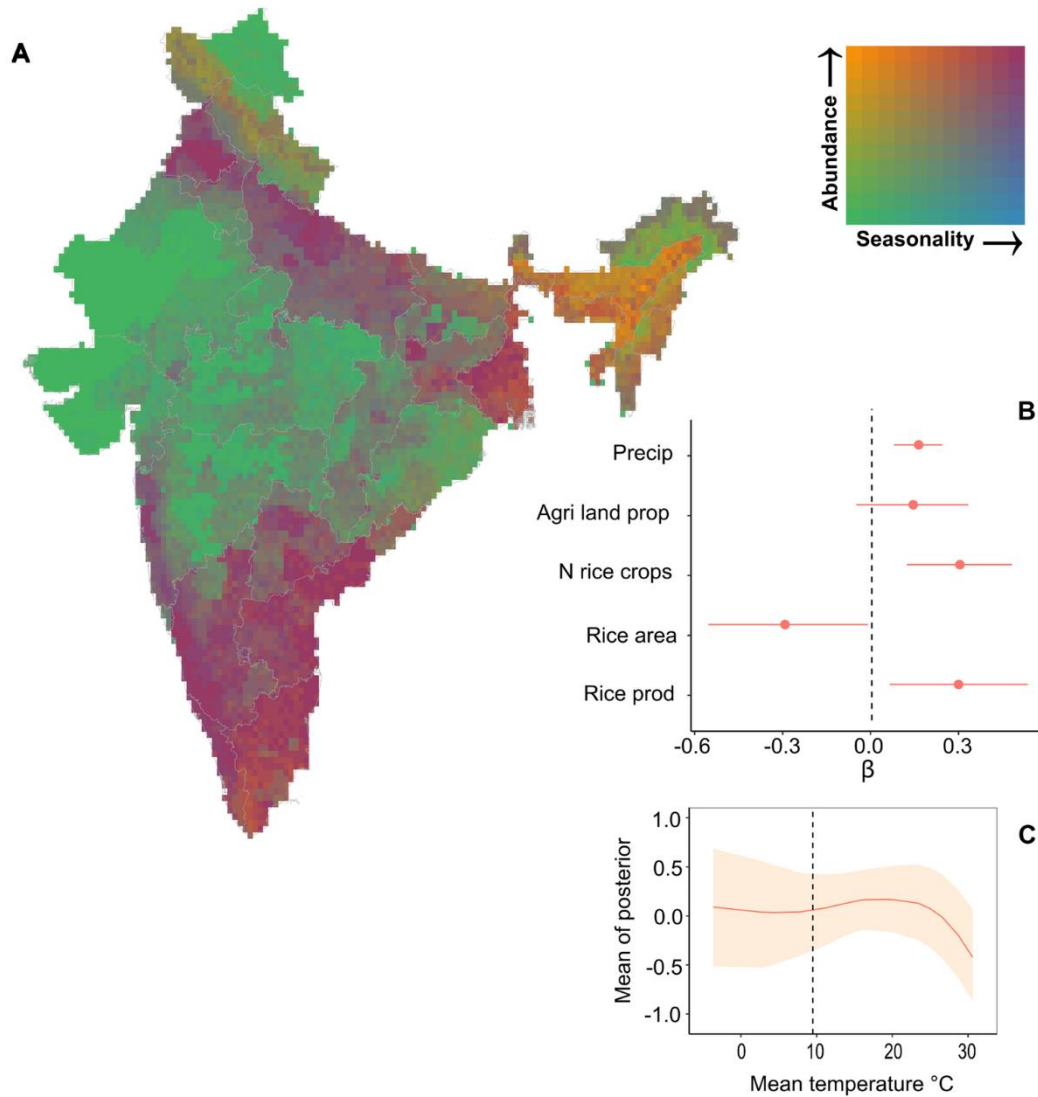 A
Abundance →
Seasonality →
B
Precip
Agri land prop
N rice crops
Rice area
Rice prod
-0.6 -0.3 0.0 0.3
β
C
Mean of posterior
1.0
0.5
0.0
-0.5
-1.0
0 10 20 30
Mean temperature °C